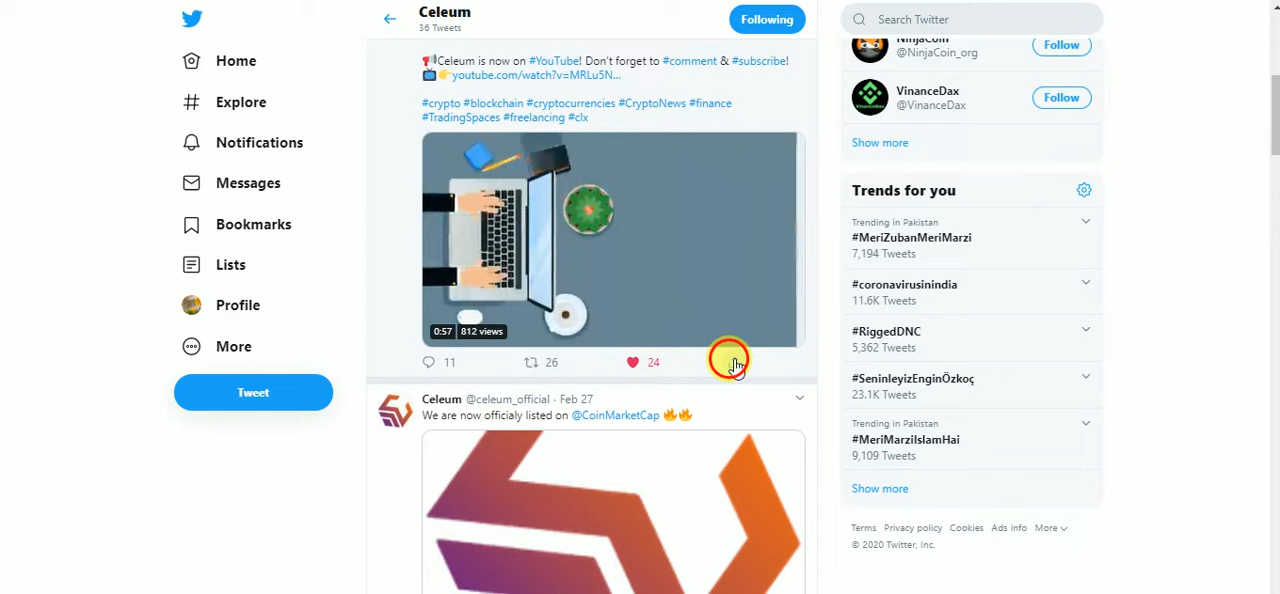 Home
Explore
Notifications
Messages
Bookmarks
Lists
Profile
More
Tweet
Celeum
36 Tweets
Following
📢Celeum is now on #YouTube! Don't forget to #comment & #subscribe!
📺👉youtube.com/watch?v=MRLu5N...
#crypto #blockchain #cryptocurrencies #CryptoNews #finance
#TradingSpaces #freelancing #clx
0:57 812 views
11 26 24
Celeum @celeum_official · Feb 27
We are now officialy listed on @CoinMarketCap 🔥🔥
Search Twitter
NinjaCoin
@NinjaCoin_org
Follow
VinanceDax
@VinanceDax
Follow
Show more
Trends for you
Trending in Pakistan
#MeriZubanMeriMarzi
7,194 Tweets
#coronavirusinindia
11.6K Tweets
#RiggedDNC
5,362 Tweets
#SeninleyizEnginÖzkoç
23.1K Tweets
Trending in Pakistan
#MeriMarziIslamHai
9,109 Tweets
Show more
Terms Privacy policy Cookies Ads info More
© 2020 Twitter, Inc.